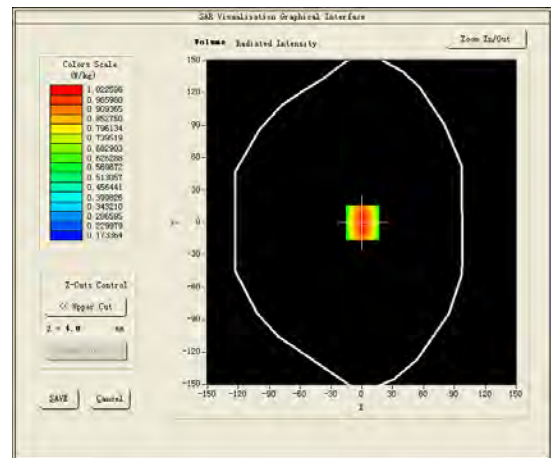 SAR Visualisation Graphical Interface
Volume Radiated Intensity
Zoom In/Out
Colors Scale
(W/kg)
1.022596
0.965980
0.909365
0.852750
0.796134
0.739519
0.682903
0.626288
0.569672
0.513057
0.456441
0.399826
0.343210
0.286595
0.229979
0.173364
150
120
90
60
30
0
-30
-60
-90
-120
-150
Y
-150 -120 -90 -60 -30 0 30 60 90 120 150
X
Z-Cuts Control
<< Upper Cut
Z = 4.0 mm
SAVE Cancel